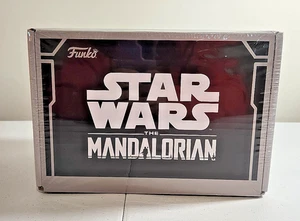 Funko
STAR
WARS
THE
MANDALORIAN